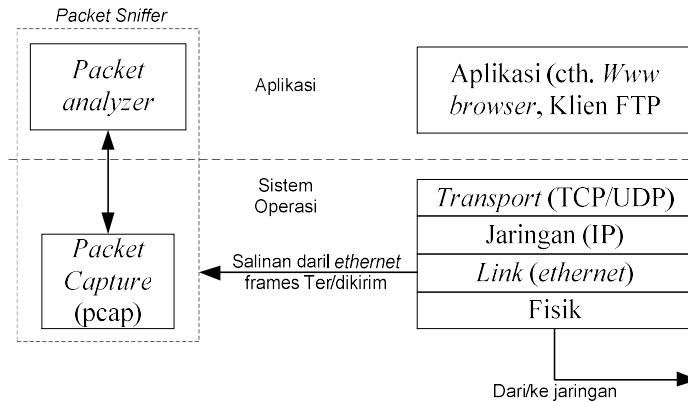 Packet Sniffer
Packet
analyzer
Aplikasi
Aplikasi (cth. Www
browser, Klien FTP
Sistem
Operasi
Transport (TCP/UDP)
Jaringan (IP)
Link (ethernet)
Fisik
Packet
Capture
(pcap)
Salinan daril ethernet
frames Ter/dikirim
Dari/ke jaringan